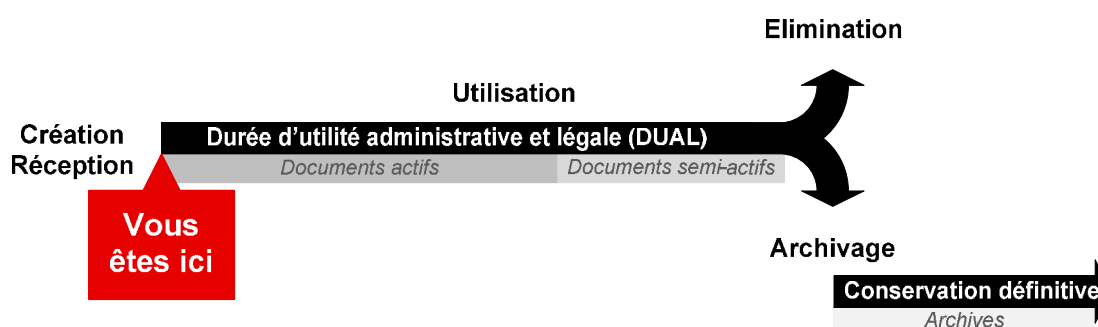 Elimination
Utilisation
Création
Réception
Durée d’utilité administrative et légale (DUAL)
Documents actifs
Documents semi-actifs
Vous
êtes ici
Archivage
Conservation définitive
Archives